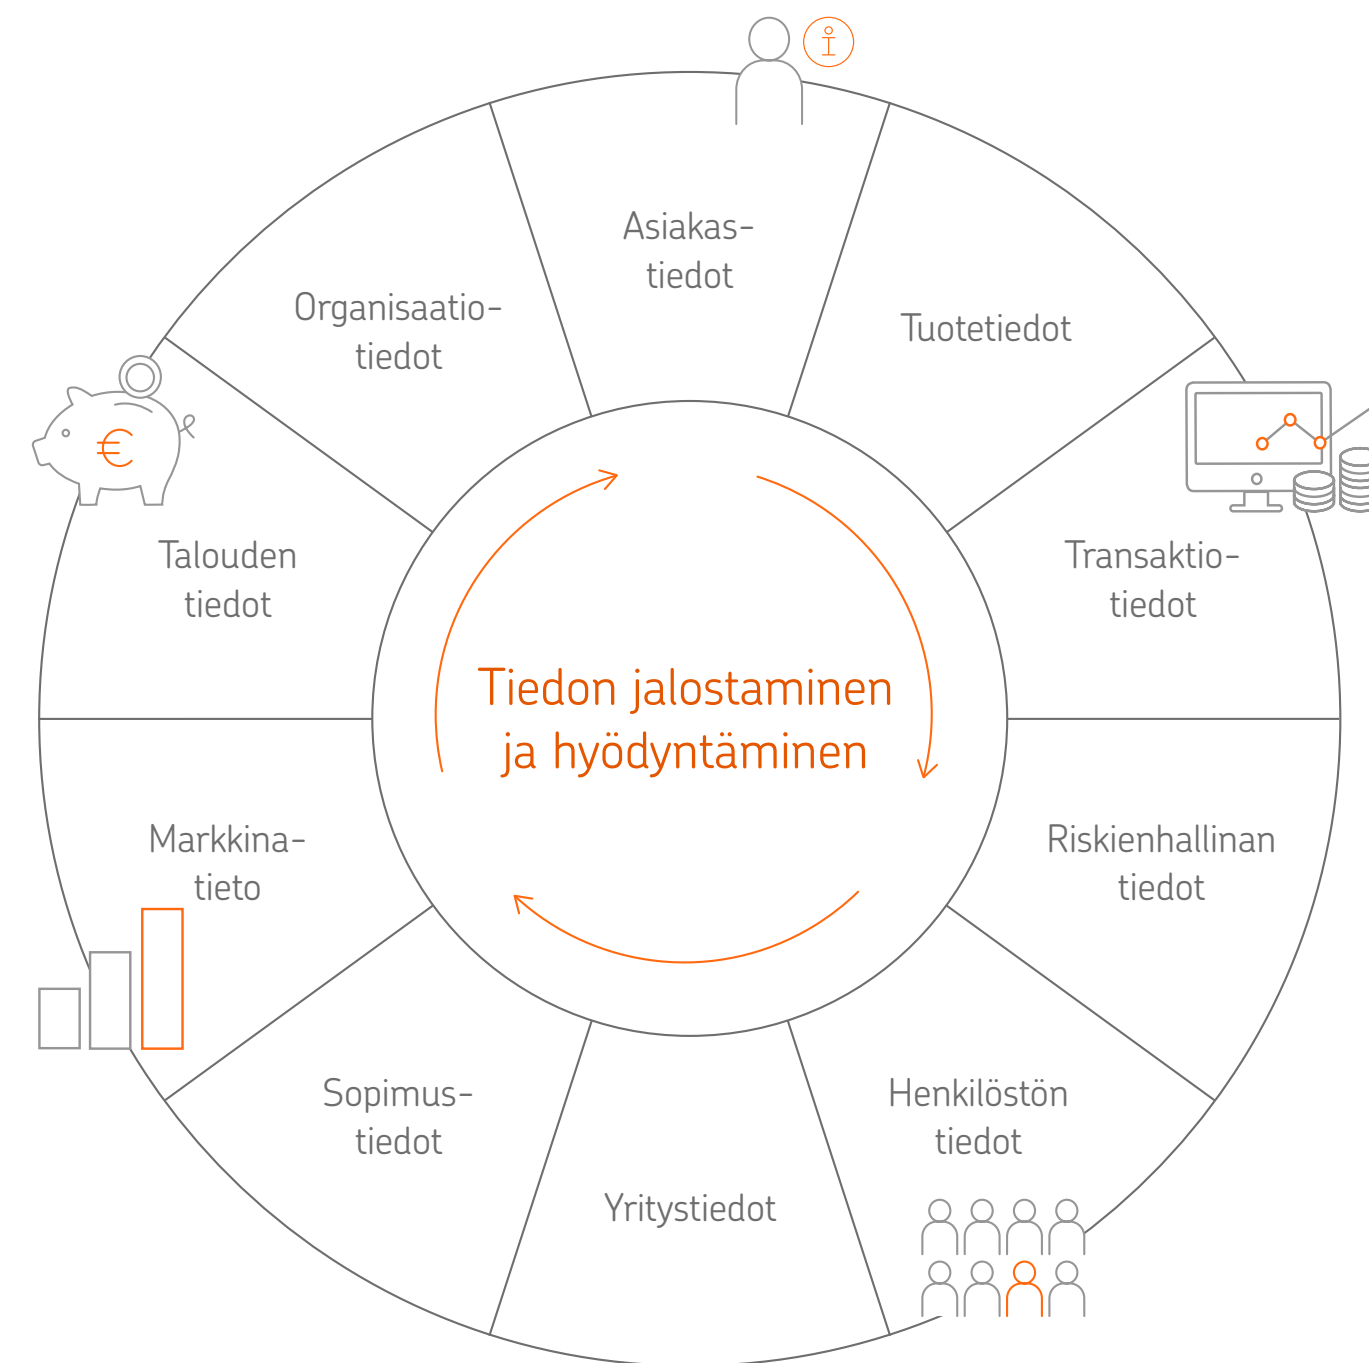 Asiakas-
tiedot
Tuotetiedot
Transaktio-
tiedot
Riskienhallinan
tiedot
Henkilöstön
tiedot
Yritystiedot
Sopimus-
tiedot
Markkina-
tieto
Talouden
tiedot
€
Organisaatio-
tiedot
Tiedon jalostaminen
ja hyödyntäminen